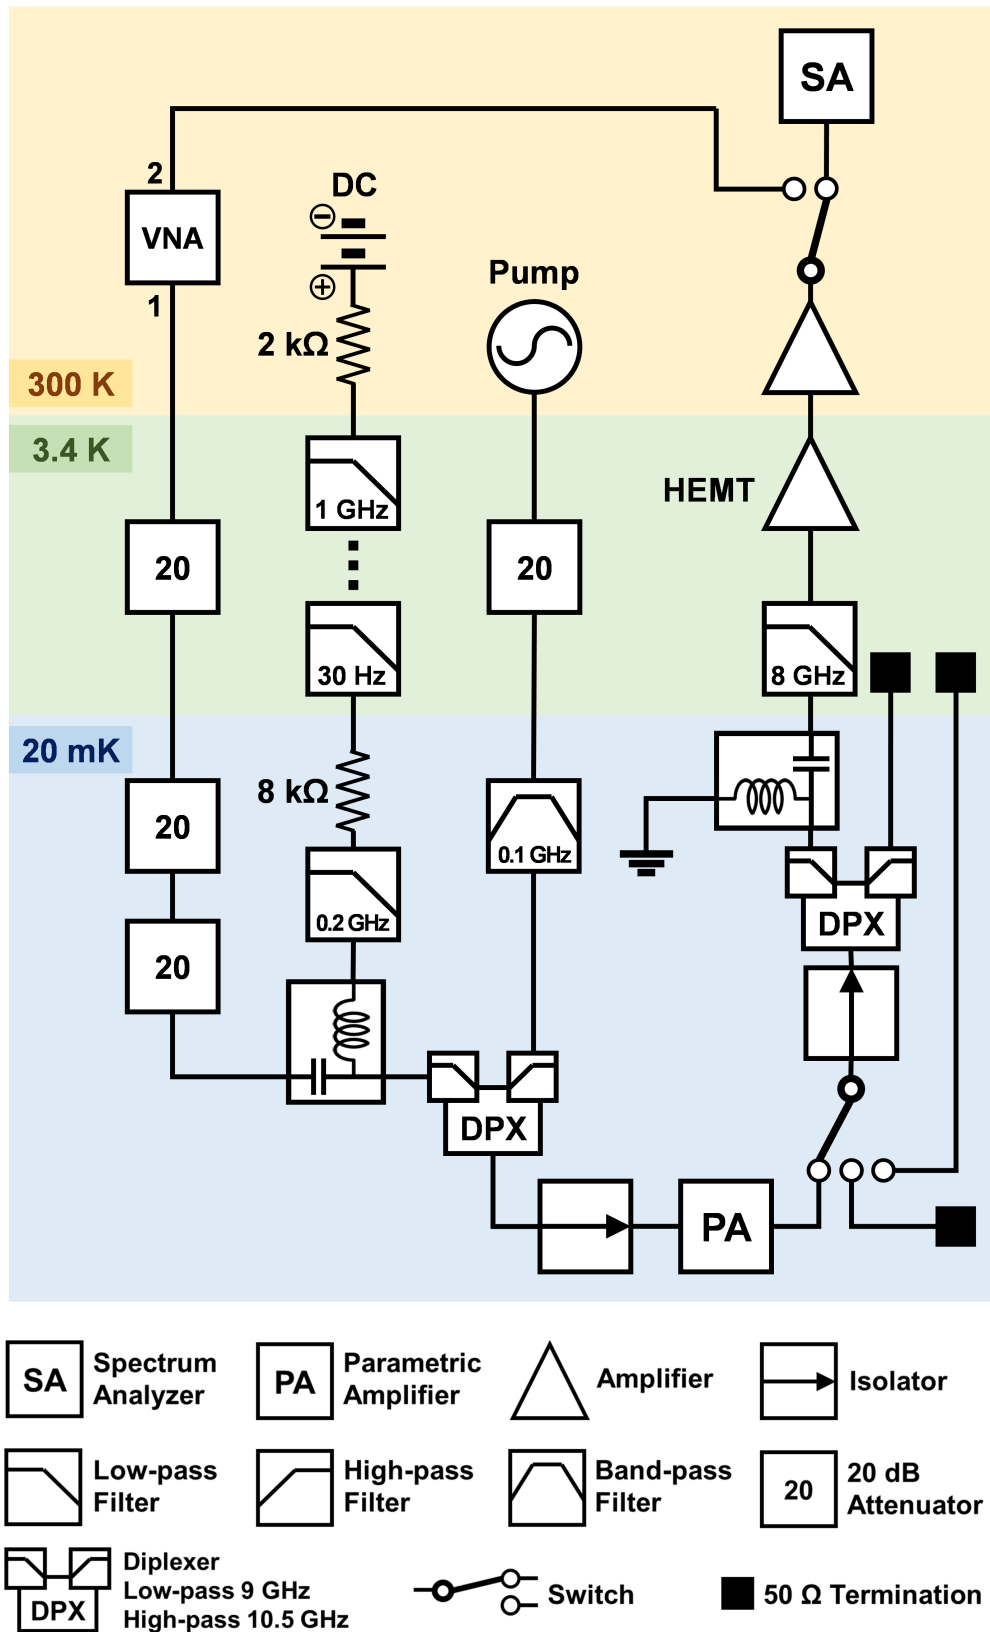 SA
2
VNA
1
DC
⊖
⊕
2 kΩ
Pump
300 K
3.4 K
1 GHz
HEMT
20
20
30 Hz
8 GHz
20 mK
8 kΩ
20
0.1 GHz
0.2 GHz
DPX
20
DPX
PA
SA
Spectrum
Analyzer
PA
Parametric
Amplifier
Amplifier
Isolator
Low-pass
Filter
High-pass
Filter
Band-pass
Filter
20
20 dB
Attenuator
DPX
Diplexer
Low-pass 9 GHz
High-pass 10.5 GHz
Switch
50 Ω Termination